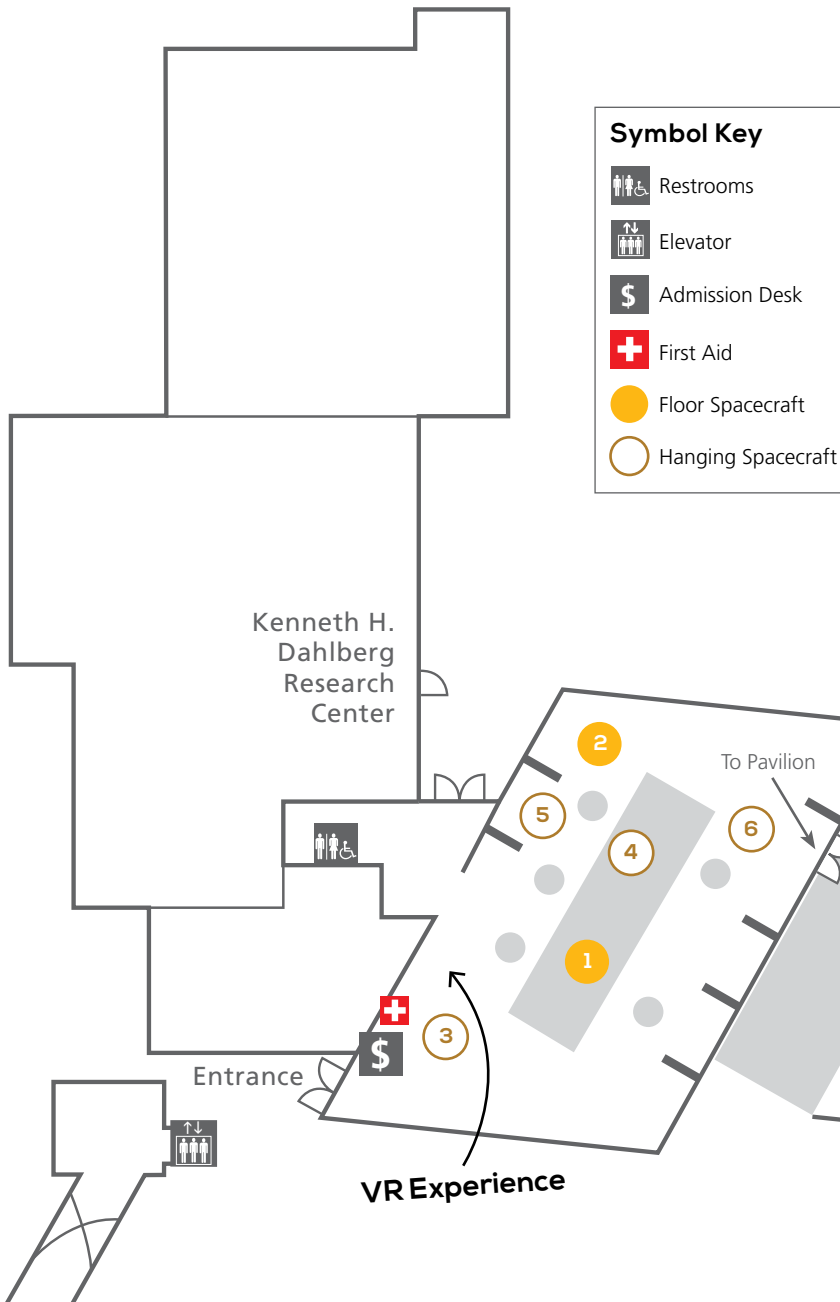 Symbol Key
Restrooms
Elevator
$ Admission Desk
First Aid
Floor Spacecraft
Hanging Spacecraft
Kenneth H.
Dahlberg
Research
Center
2
To Pavilion
5
6
4
1
3
$
Entrance
VR Experience